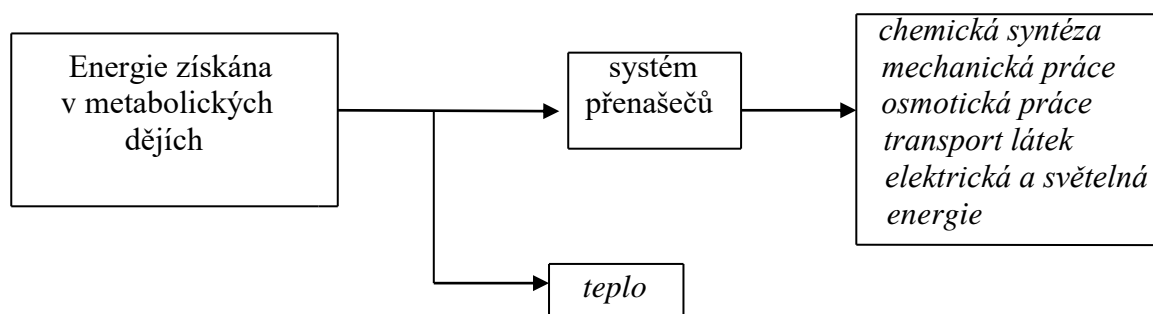 Energie získána
v metabolických
dějích
systém
přenašečů
chemická syntéza
mechanická práce
osmotická práce
transport látek
elektrická a světelná
energie
teplo